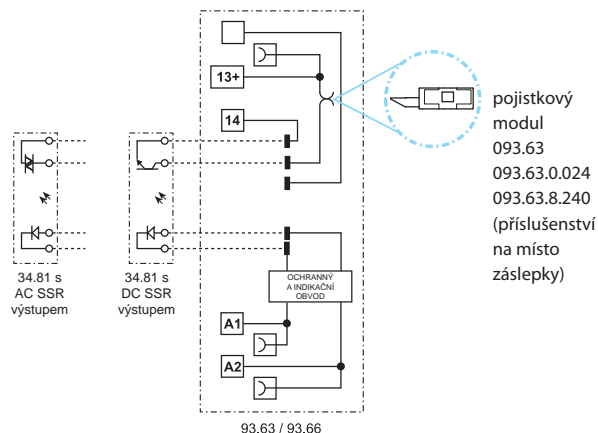 13+
14
pojistkový
modul
093.63
093.63.0.024
093.63.8.240
(příslušenství
na místo
záslepky)
34.81 s
AC SSR
výstupem
34.81 s
DC SSR
výstupem
OCHRANNÝ
A INDIKAČNÍ
OBVOD
A1
A2
93.63 / 93.66